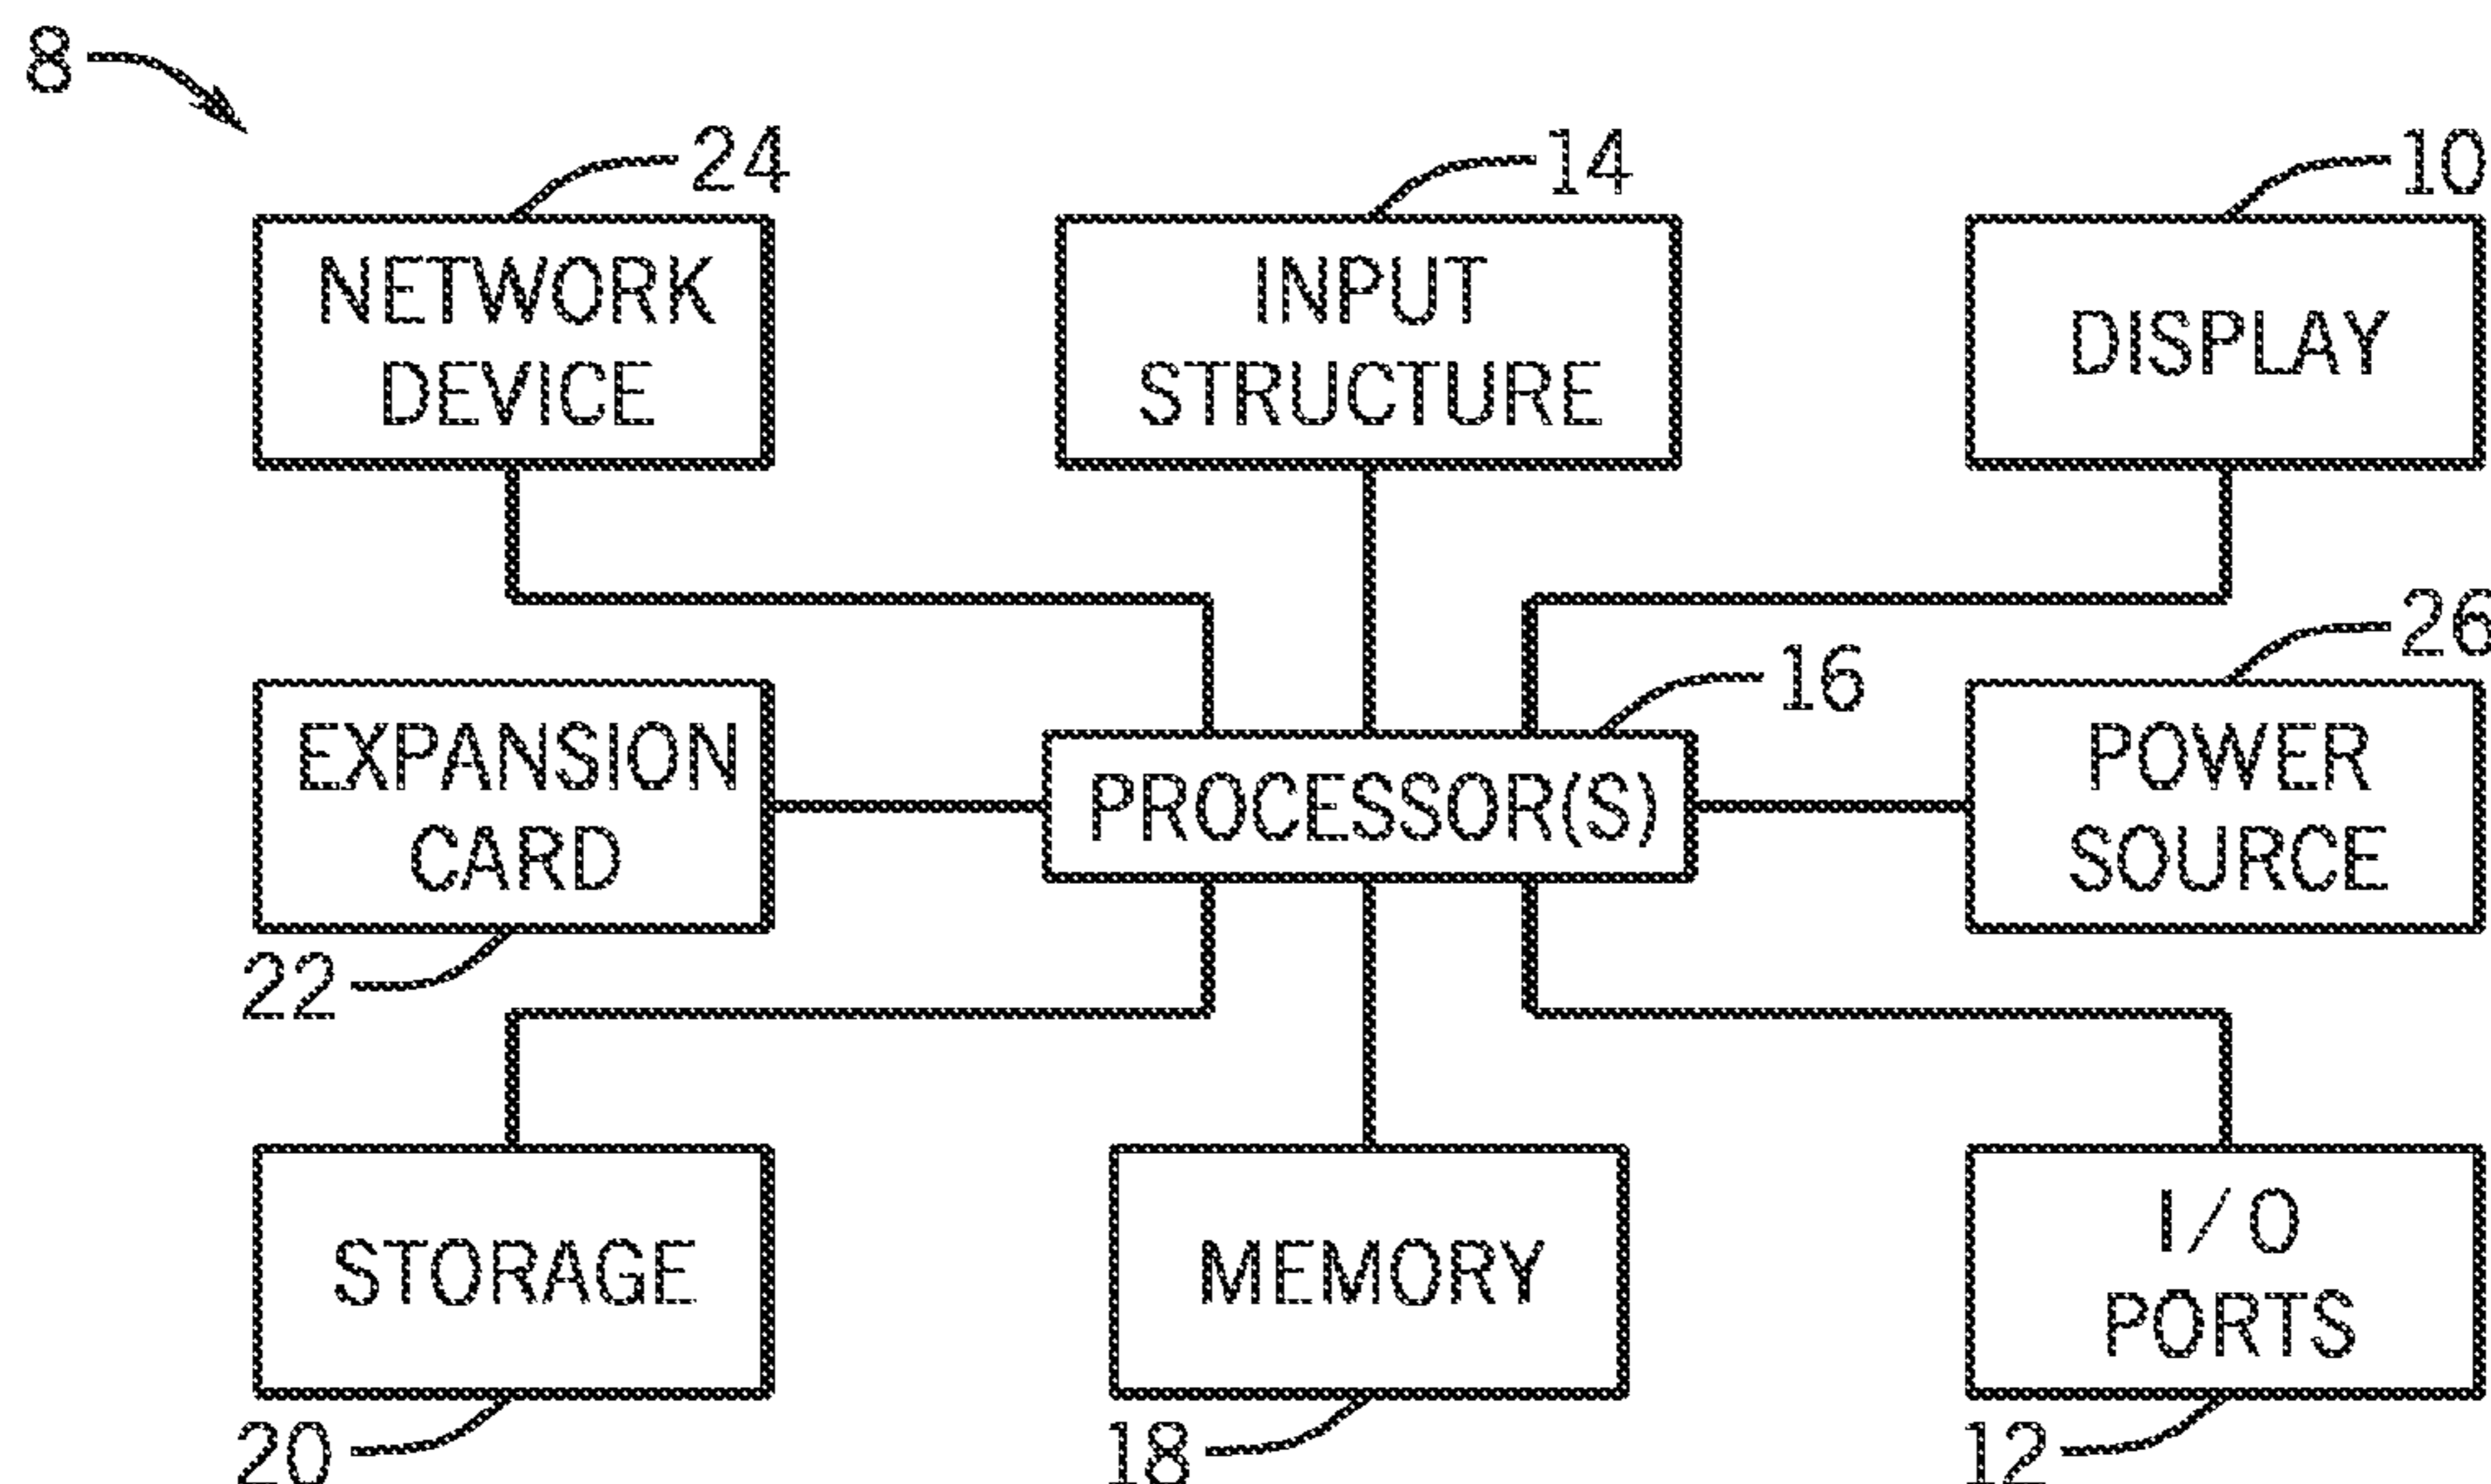 8
24
14
10
NETWORK
DEVICE
INPUT
STRUCTURE
DISPLAY
26
16
EXPANSION
CARD
PROCESSOR(S)
POWER
SOURCE
22
STORAGE
MEMORY
I/O
PORTS
20
18
12